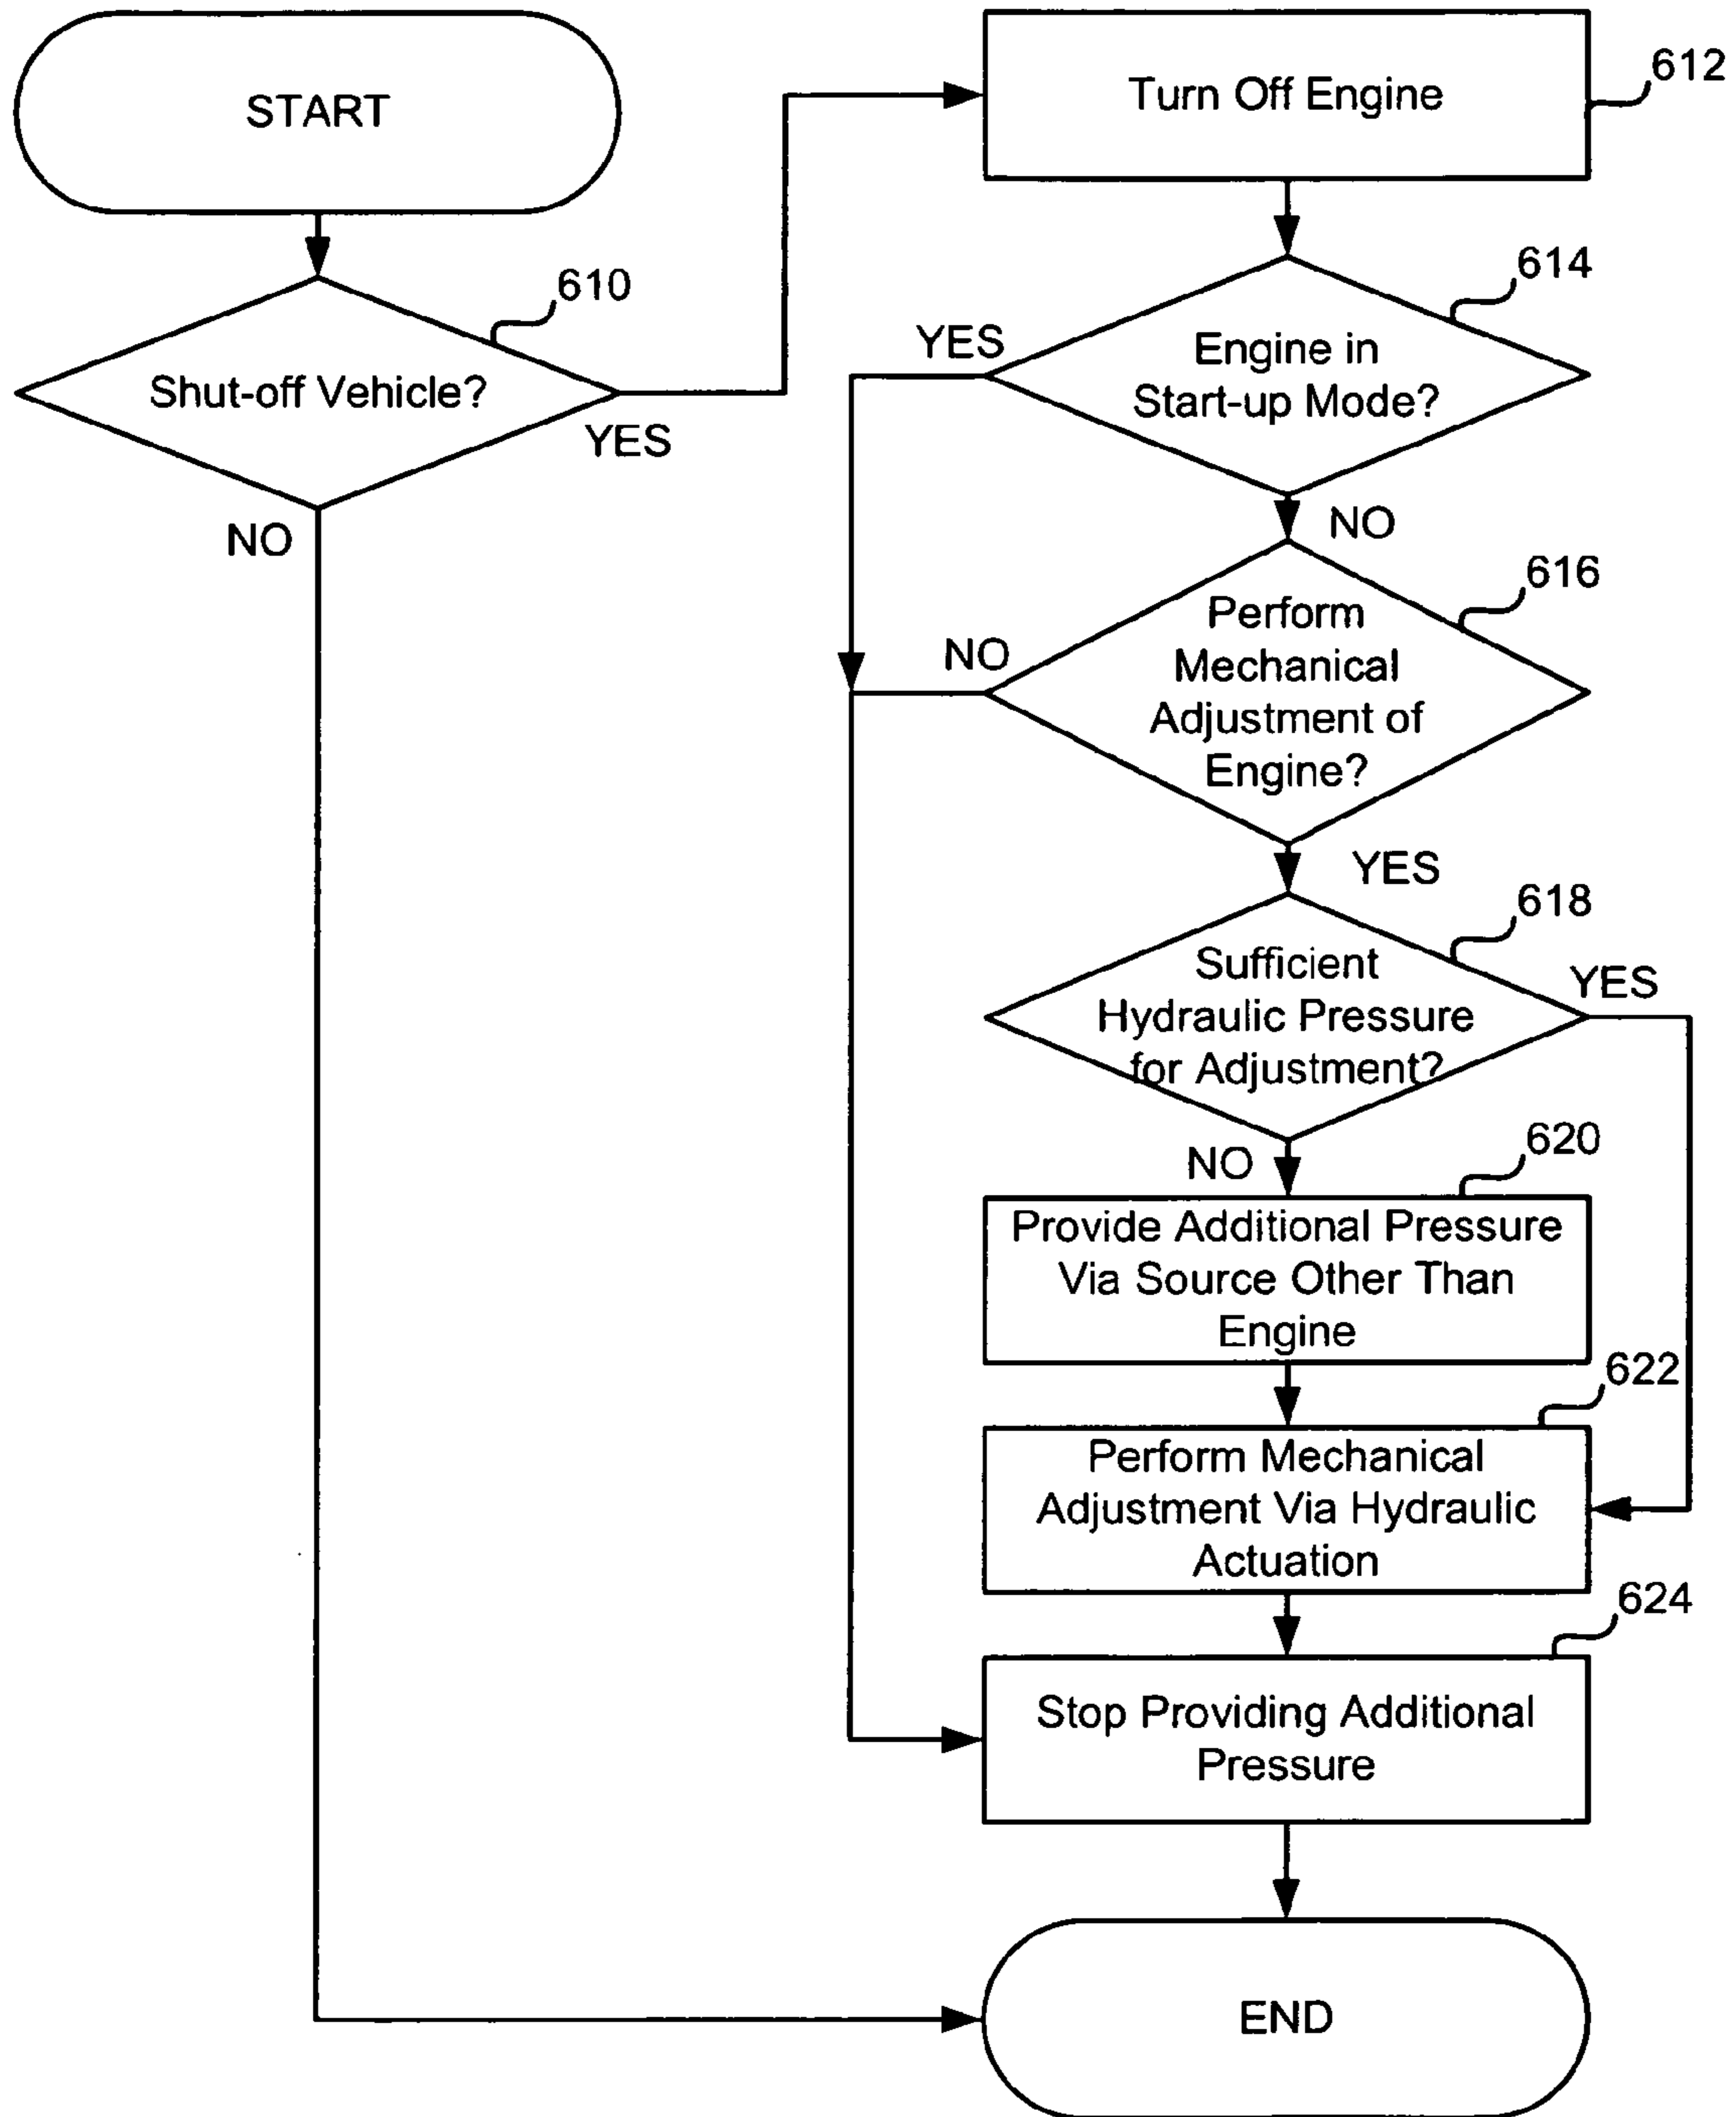 START
610
Shut-off Vehicle?
YES
NO
Turn Off Engine
612
614
YES
Engine in
Start-up Mode?
NO
616
NO
Perform
Mechanical
Adjustment of
Engine?
YES
618
Sufficient
Hydraulic Pressure
for Adjustment?
YES
NO
620
Provide Additional Pressure
Via Source Other Than
Engine
622
Perform Mechanical
Adjustment Via Hydraulic
Actuation
624
Stop Providing Additional
Pressure
END